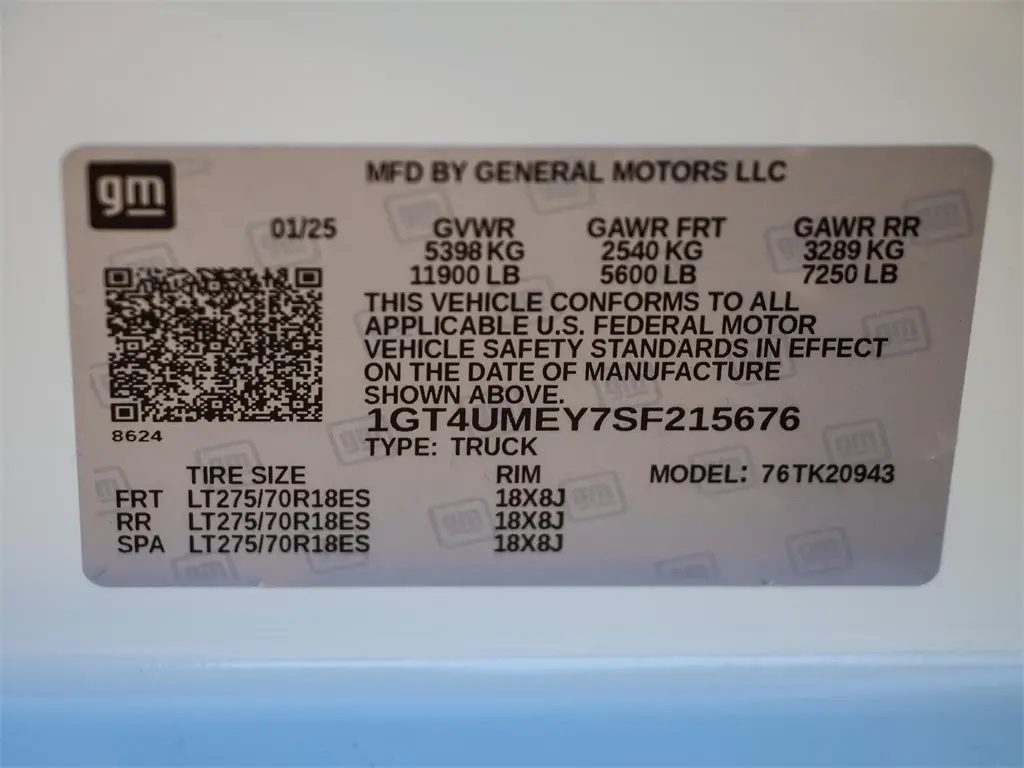 gm
MFD BY GENERAL MOTORS LLC
01/25 GVWR GAWR FRT GAWR RR
5398 KG 2540 KG 3289 KG
11900 LB 5600 LB 7250 LB
THIS VEHICLE CONFORMS TO ALL
APPLICABLE U.S. FEDERAL MOTOR
VEHICLE SAFETY STANDARDS IN EFFECT
ON THE DATE OF MANUFACTURE
SHOWN ABOVE.
1GT4UMEY7SF215676
8624
TYPE: TRUCK
TIRE SIZE RIM MODEL: 76TK20943
FRT LT275/70R18ES 18X8J
RR LT275/70R18ES 18X8J
SPA LT275/70R18ES 18X8J